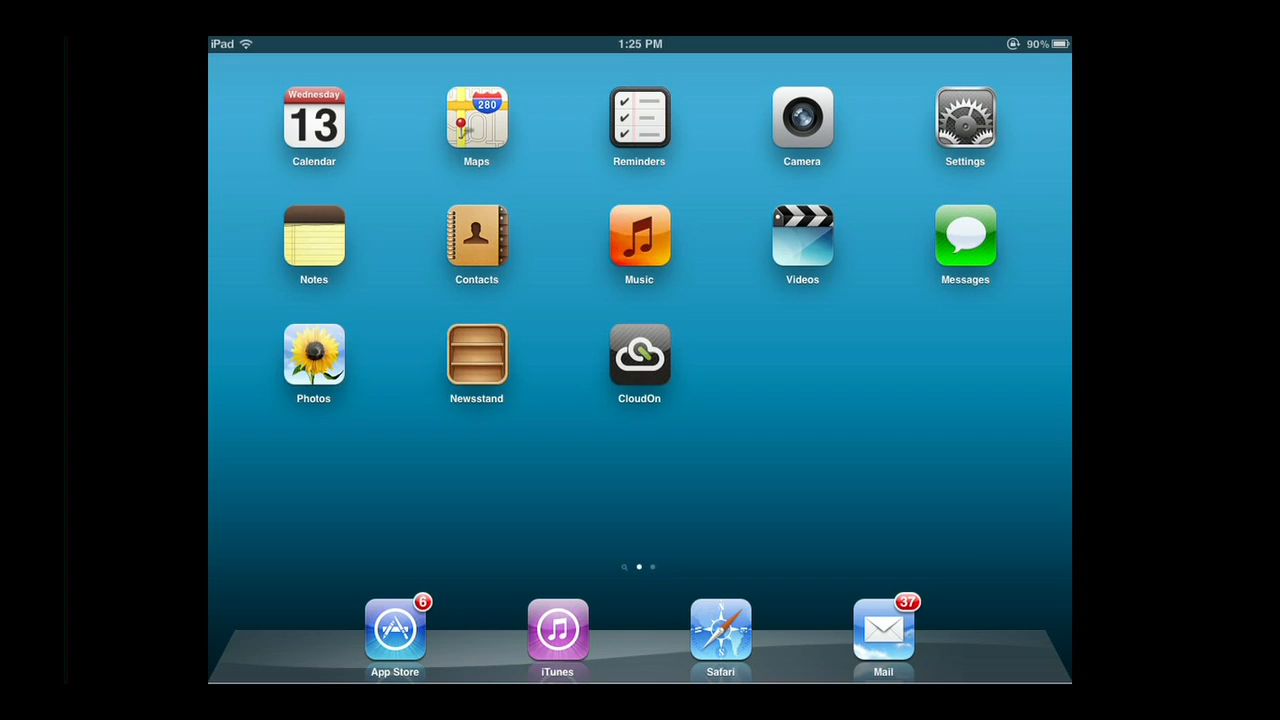 iPad 1:25 PM 90%
Wednesday
13
280
Calendar Maps Reminders Camera Settings
Notes Contacts Music Videos Messages
Photos Newsstand CloudOn
6 37
N
S
App Store iTunes Safari Mail